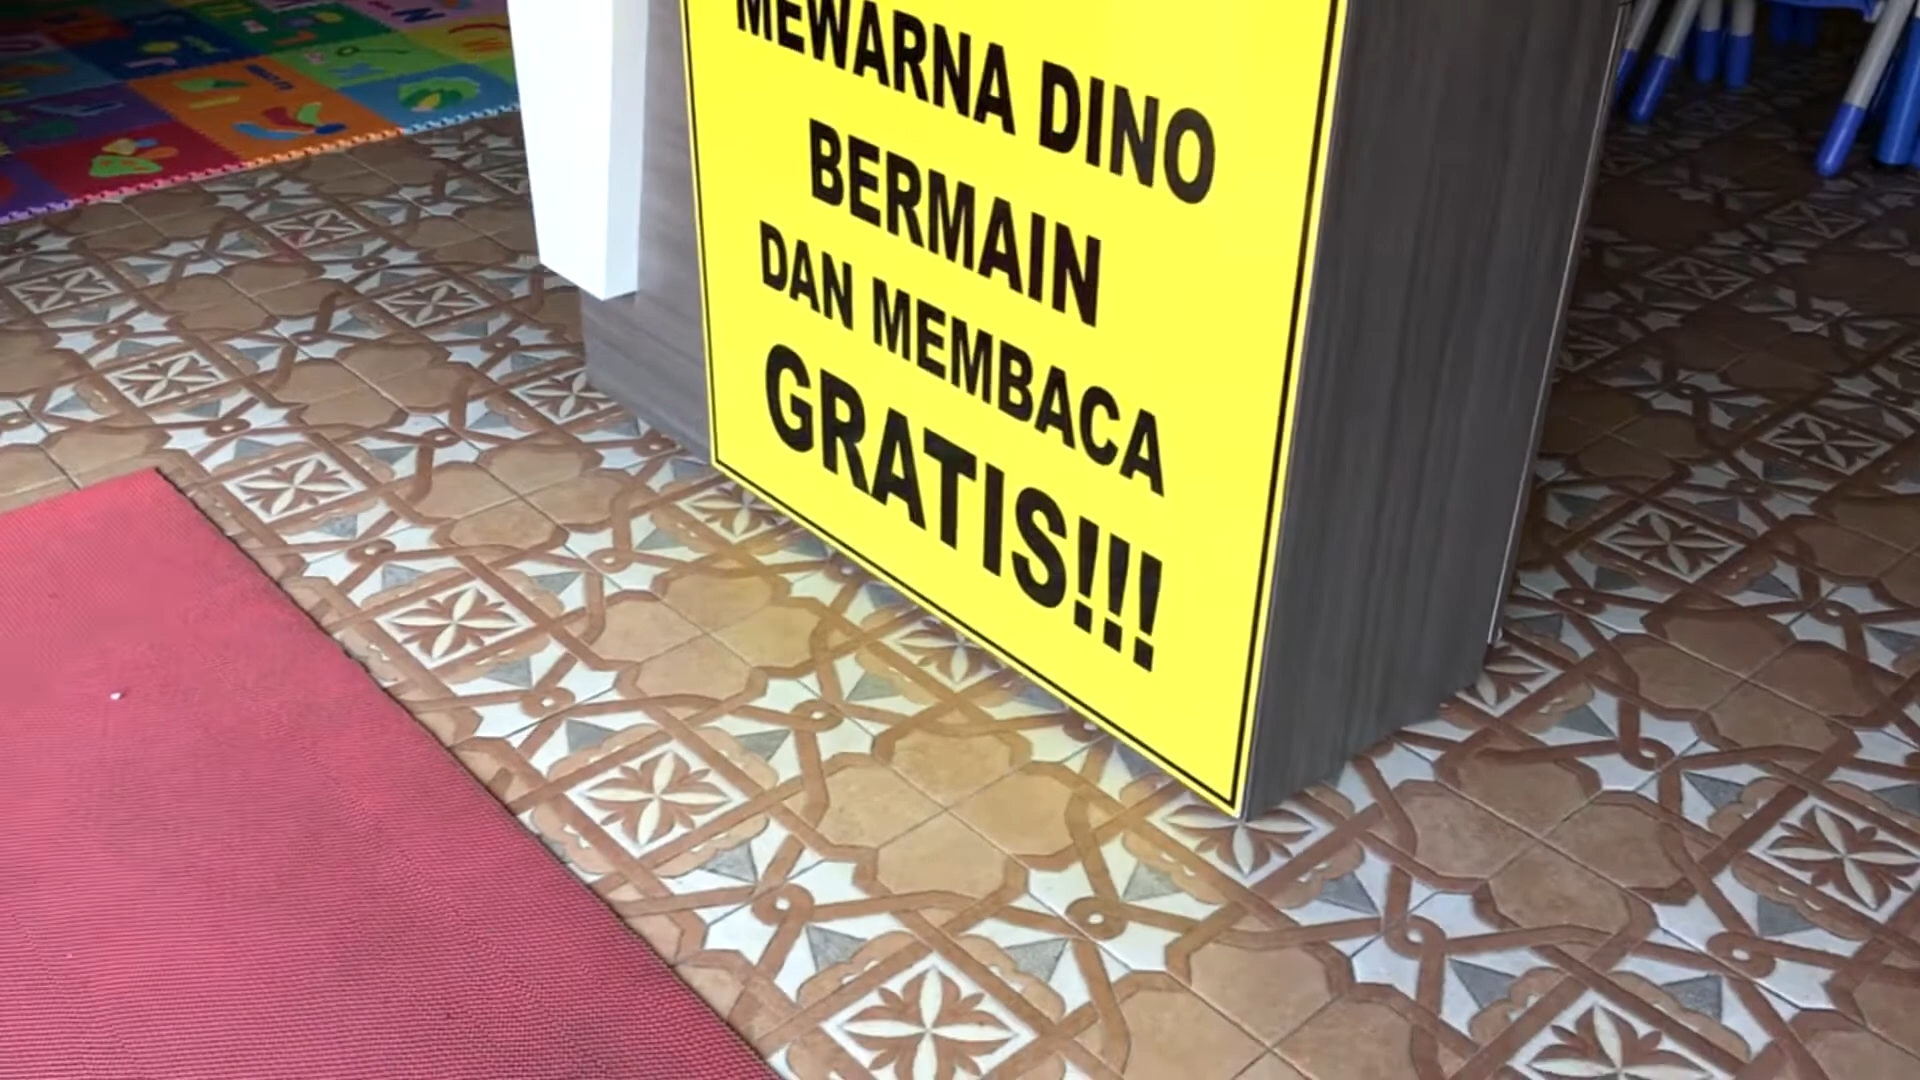 MEWARNA DINO
BERMAIN
DAN MEMBACA
GRATIS!!!